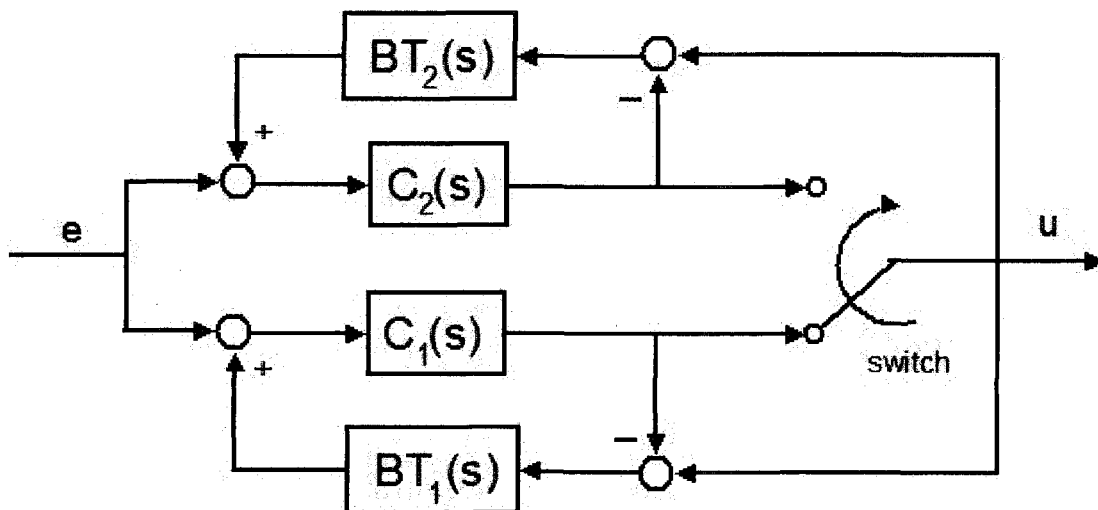 BT₂(s)
−
+
C₂(s)
e
u
C₁(s)
switch
+
−
BT₁(s)